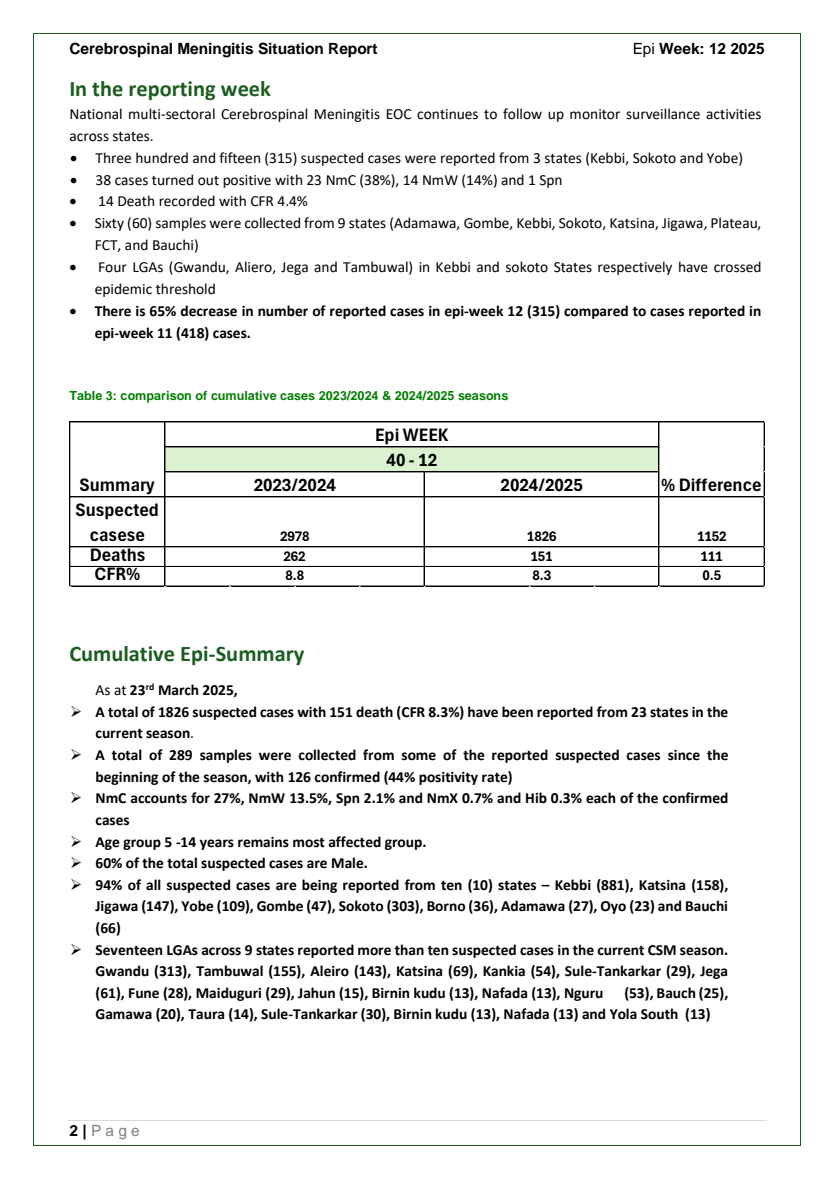 Cerebrospinal Meningitis Situation Report Epi Week: 12 2025
In the reporting week
National multi-sectoral Cerebrospinal Meningitis EOC continues to follow up monitor surveillance activities
across states.
• Three hundred and fifteen (315) suspected cases were reported from 3 states (Kebbi, Sokoto and Yobe)
• 38 cases turned out positive with 23 NmC (38%), 14 NmW (14%) and 1 Spn
• 14 Death recorded with CFR 4.4%
• Sixty (60) samples were collected from 9 states (Adamawa, Gombe, Kebbi, Sokoto, Katsina, Jigawa, Plateau,
FCT, and Bauchi)
• Four LGAs (Gwandu, Aliero, Jega and Tambuwal) in Kebbi and sokoto States respectively have crossed
epidemic threshold
• There is 65% decrease in number of reported cases in epi-week 12 (315) compared to cases reported in
epi-week 11 (418) cases.
Table 3: comparison of cumulative cases 2023/2024 & 2024/2025 seasons
Epi WEEK
40 - 12
Summary 2023/2024 2024/2025 % Difference
Suspected
casese 2978 1826 1152
Deaths 262 151 111
CFR% 8.8 8.3 0.5
Cumulative Epi-Summary
As at 23rd March 2025,
➢ A total of 1826 suspected cases with 151 death (CFR 8.3%) have been reported from 23 states in the
current season.
➢ A total of 289 samples were collected from some of the reported suspected cases since the
beginning of the season, with 126 confirmed (44% positivity rate)
➢ NmC accounts for 27%, NmW 13.5%, Spn 2.1% and NmX 0.7% and Hib 0.3% each of the confirmed
cases
➢ Age group 5 -14 years remains most affected group.
➢ 60% of the total suspected cases are Male.
➢ 94% of all suspected cases are being reported from ten (10) states – Kebbi (881), Katsina (158),
Jigawa (147), Yobe (109), Gombe (47), Sokoto (303), Borno (36), Adamawa (27), Oyo (23) and Bauchi
(66)
➢ Seventeen LGAs across 9 states reported more than ten suspected cases in the current CSM season.
Gwandu (313), Tambuwal (155), Aleiro (143), Katsina (69), Kankia (54), Sule-Tankarkar (29), Jega
(61), Fune (28), Maiduguri (29), Jahun (15), Birnin kudu (13), Nafada (13), Nguru (53), Bauch (25),
Gamawa (20), Taura (14), Sule-Tankarkar (30), Birnin kudu (13), Nafada (13) and Yola South (13)
2 | Page